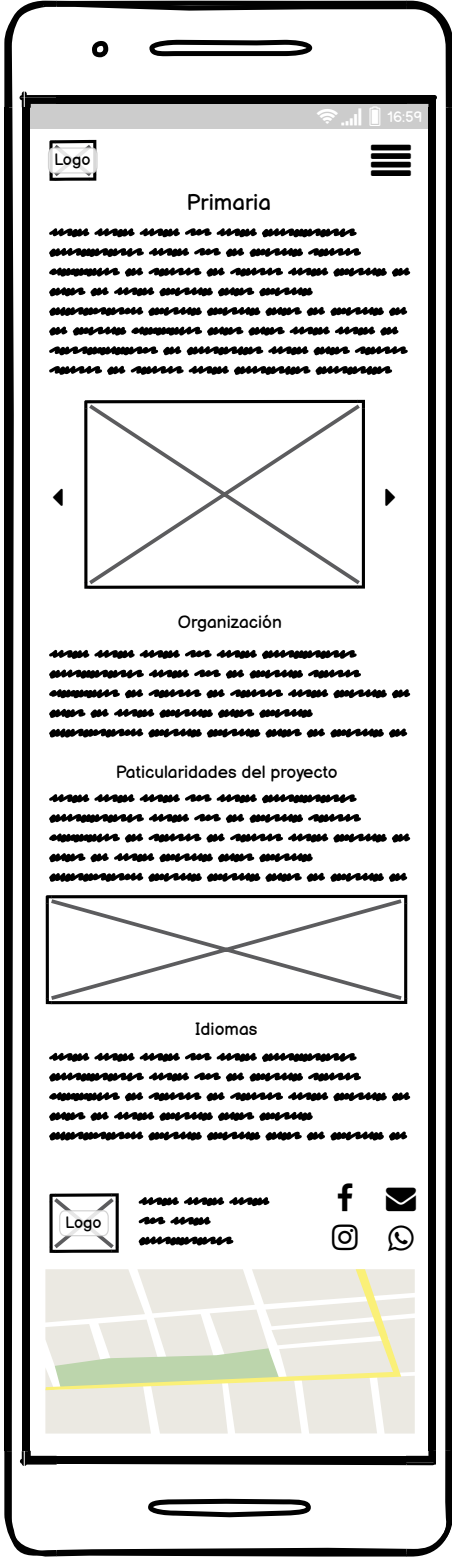 16:59
Logo
Primaria
Organización
Paticularidades del proyecto
Idiomas
Logo